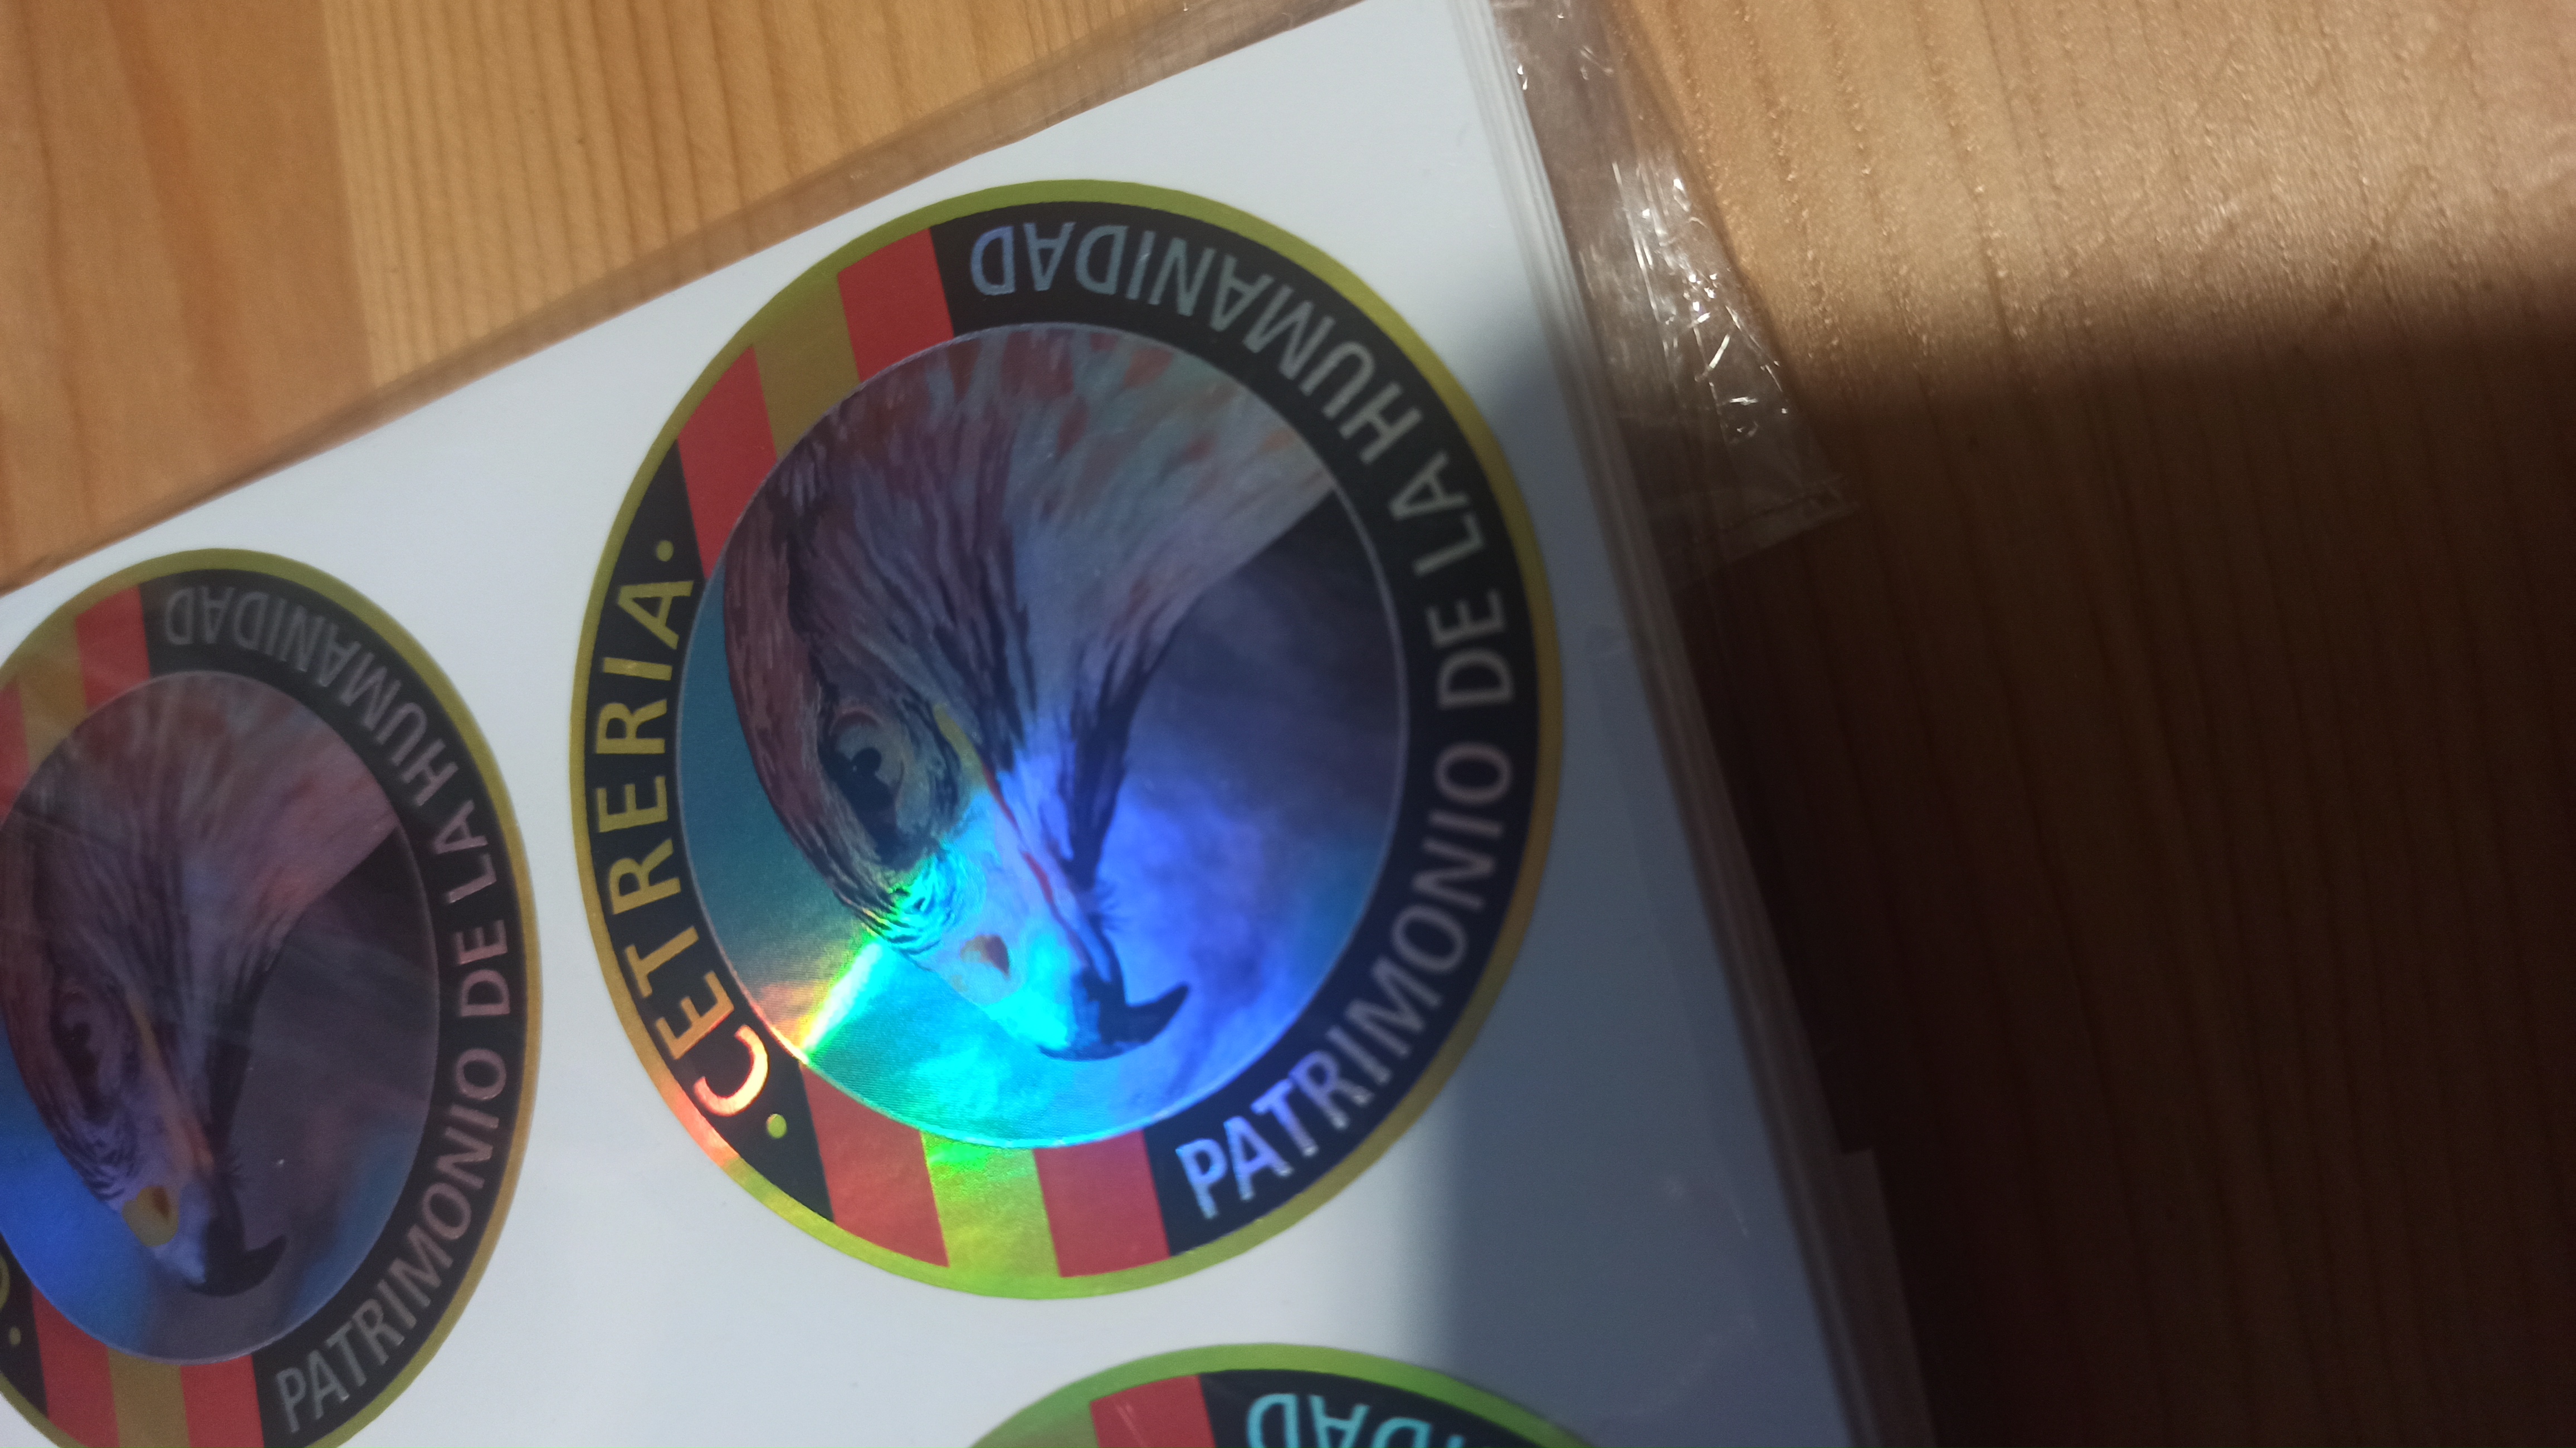 · CETRERIA ·
PATRIMONIO DE LA HUMANIDAD
PATRIMONIO DE LA HUMANIDAD